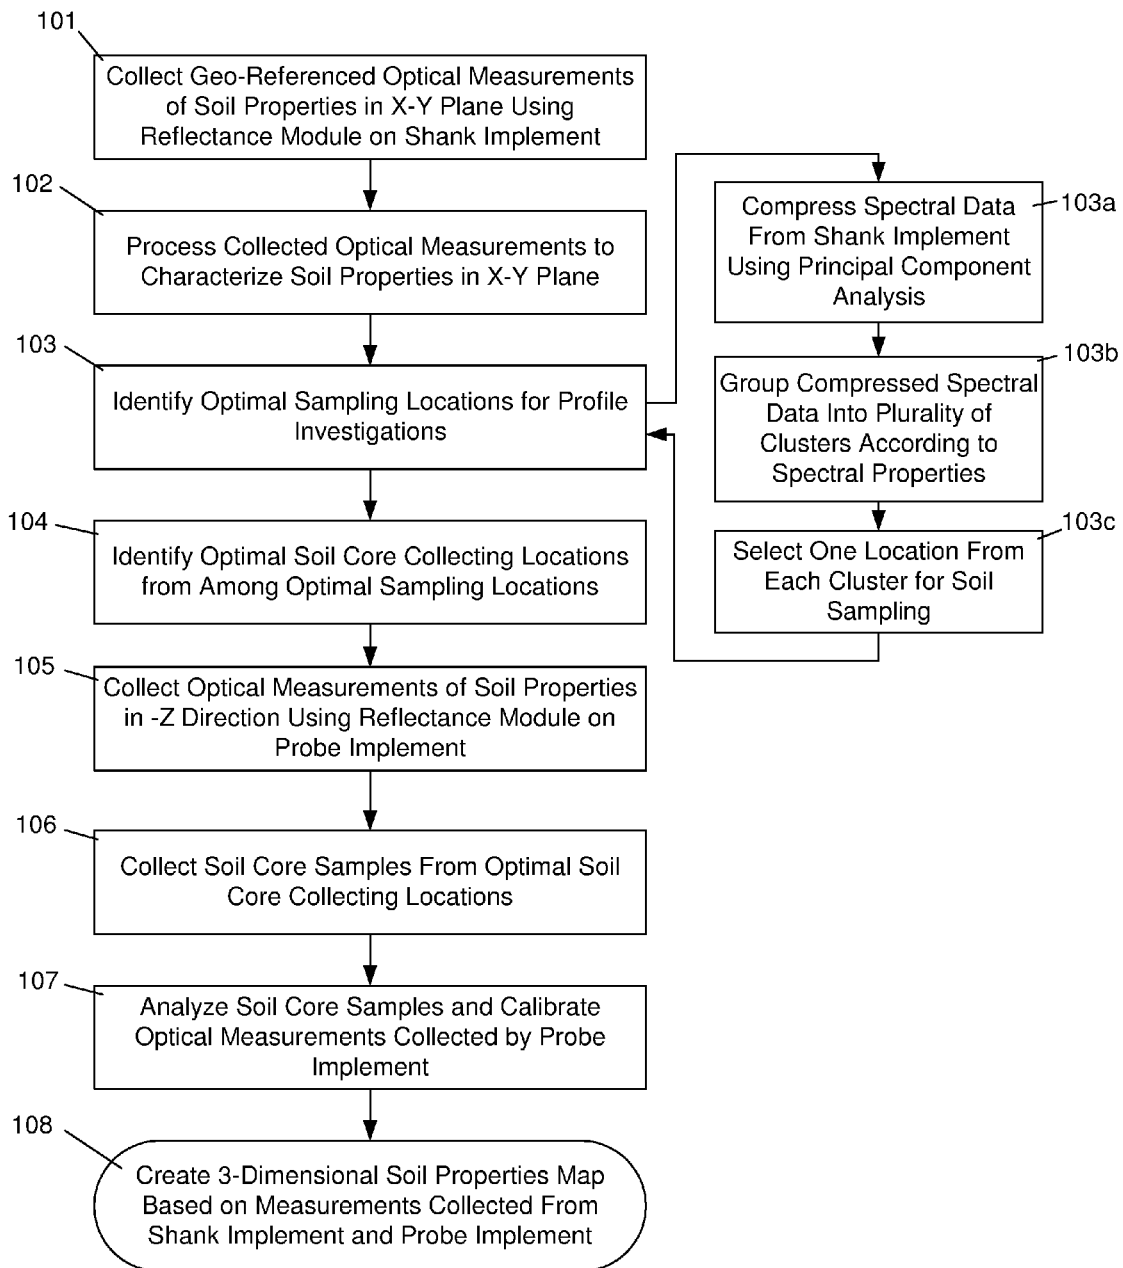 101
Collect Geo-Referenced Optical Measurements
of Soil Properties in X-Y Plane Using
Reflectance Module on Shank Implement
102
Process Collected Optical Measurements to
Characterize Soil Properties in X-Y Plane
103
Identify Optimal Sampling Locations for Profile
Investigations
103a
Compress Spectral Data
From Shank Implement
Using Principal Component
Analysis
103b
Group Compressed Spectral
Data Into Plurality of
Clusters According to
Spectral Properties
103c
Select One Location From
Each Cluster for Soil
Sampling
104
Identify Optimal Soil Core Collecting Locations
from Among Optimal Sampling Locations
105
Collect Optical Measurements of Soil Properties
in -Z Direction Using Reflectance Module on
Probe Implement
106
Collect Soil Core Samples From Optimal Soil
Core Collecting Locations
107
Analyze Soil Core Samples and Calibrate
Optical Measurements Collected by Probe
Implement
108
Create 3-Dimensional Soil Properties Map
Based on Measurements Collected From
Shank Implement and Probe Implement